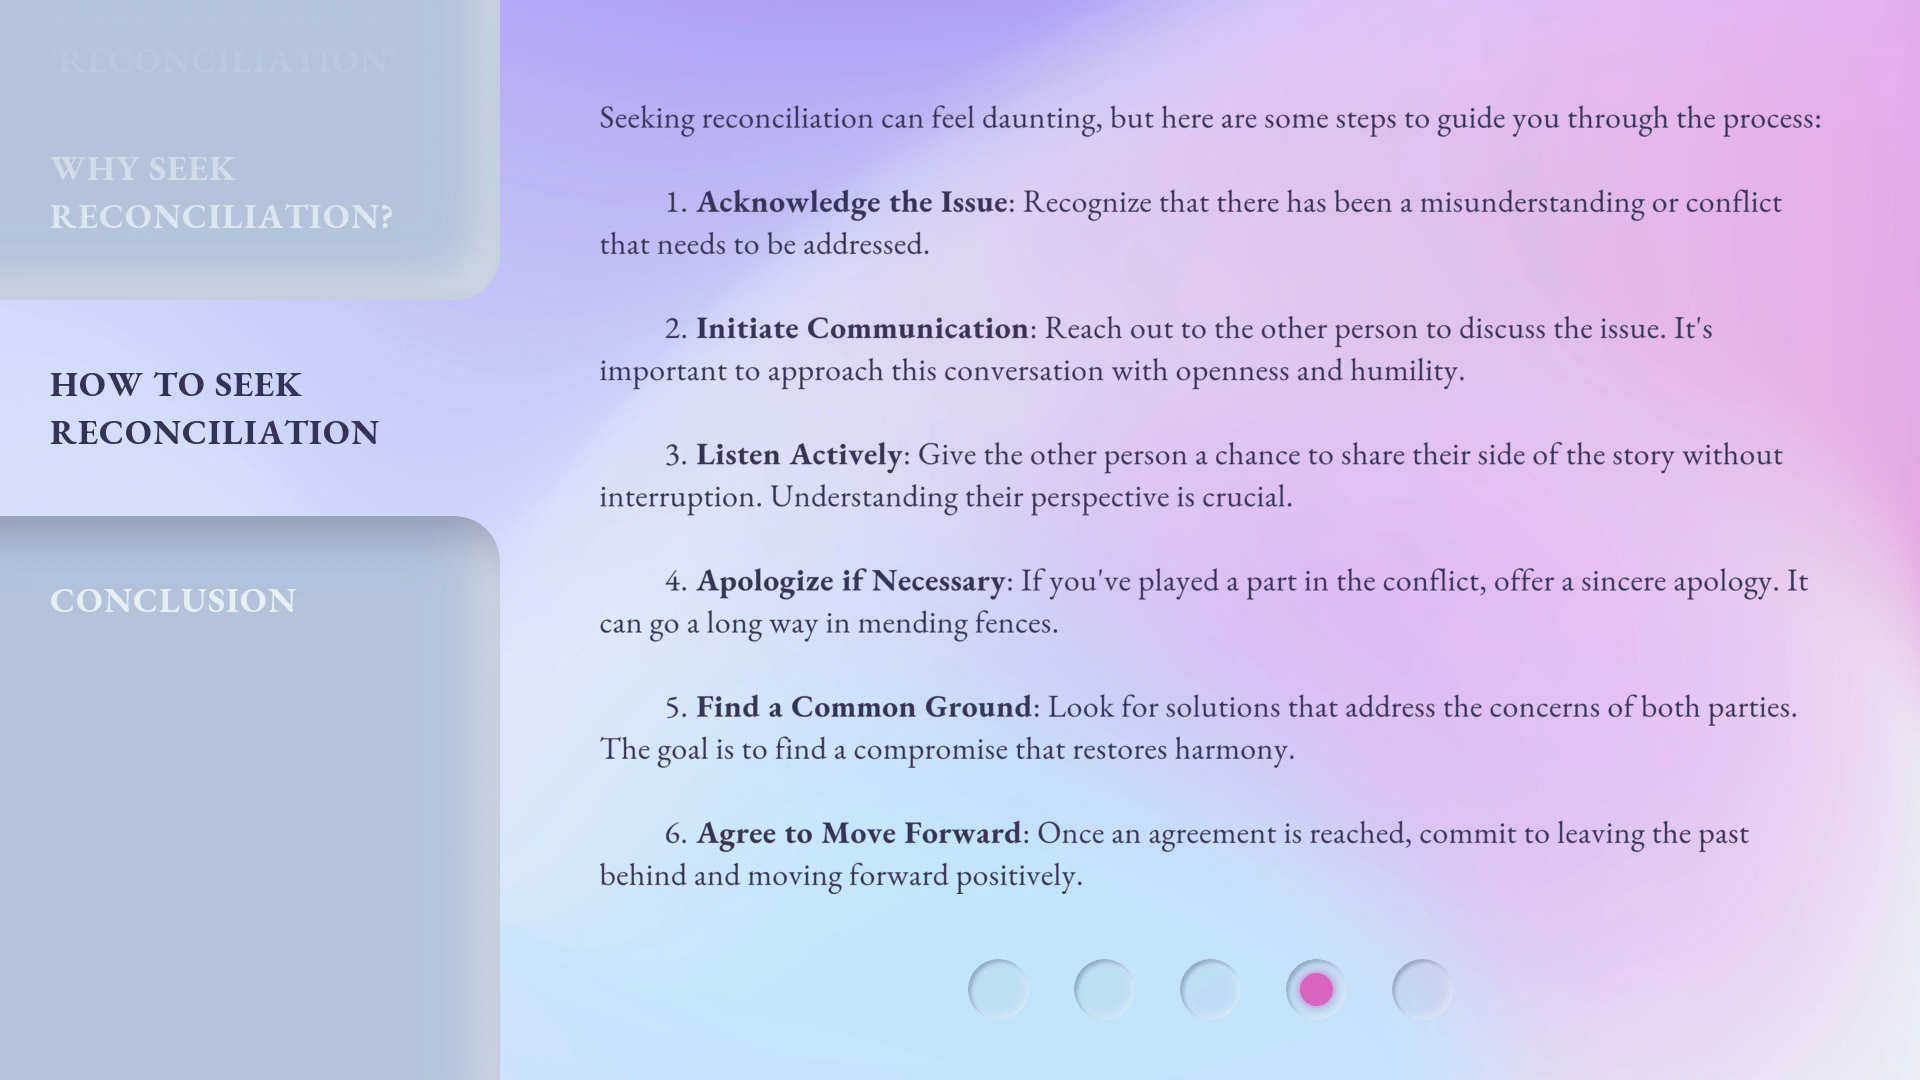 'RECONCILIATION'
WHY SEEK
RECONCILIATION?
HOW TO SEEK
RECONCILIATION
CONCLUSION
Seeking reconciliation can feel daunting, but here are some steps to guide you through the process:
1. Acknowledge the Issue: Recognize that there has been a misunderstanding or conflict
that needs to be addressed.
2. Initiate Communication: Reach out to the other person to discuss the issue. It's
important to approach this conversation with openness and humility.
3. Listen Actively: Give the other person a chance to share their side of the story without
interruption. Understanding their perspective is crucial.
4. Apologize if Necessary: If you've played a part in the conflict, offer a sincere apology. It
can go a long way in mending fences.
5. Find a Common Ground: Look for solutions that address the concerns of both parties.
The goal is to find a compromise that restores harmony.
6. Agree to Move Forward: Once an agreement is reached, commit to leaving the past
behind and moving forward positively.